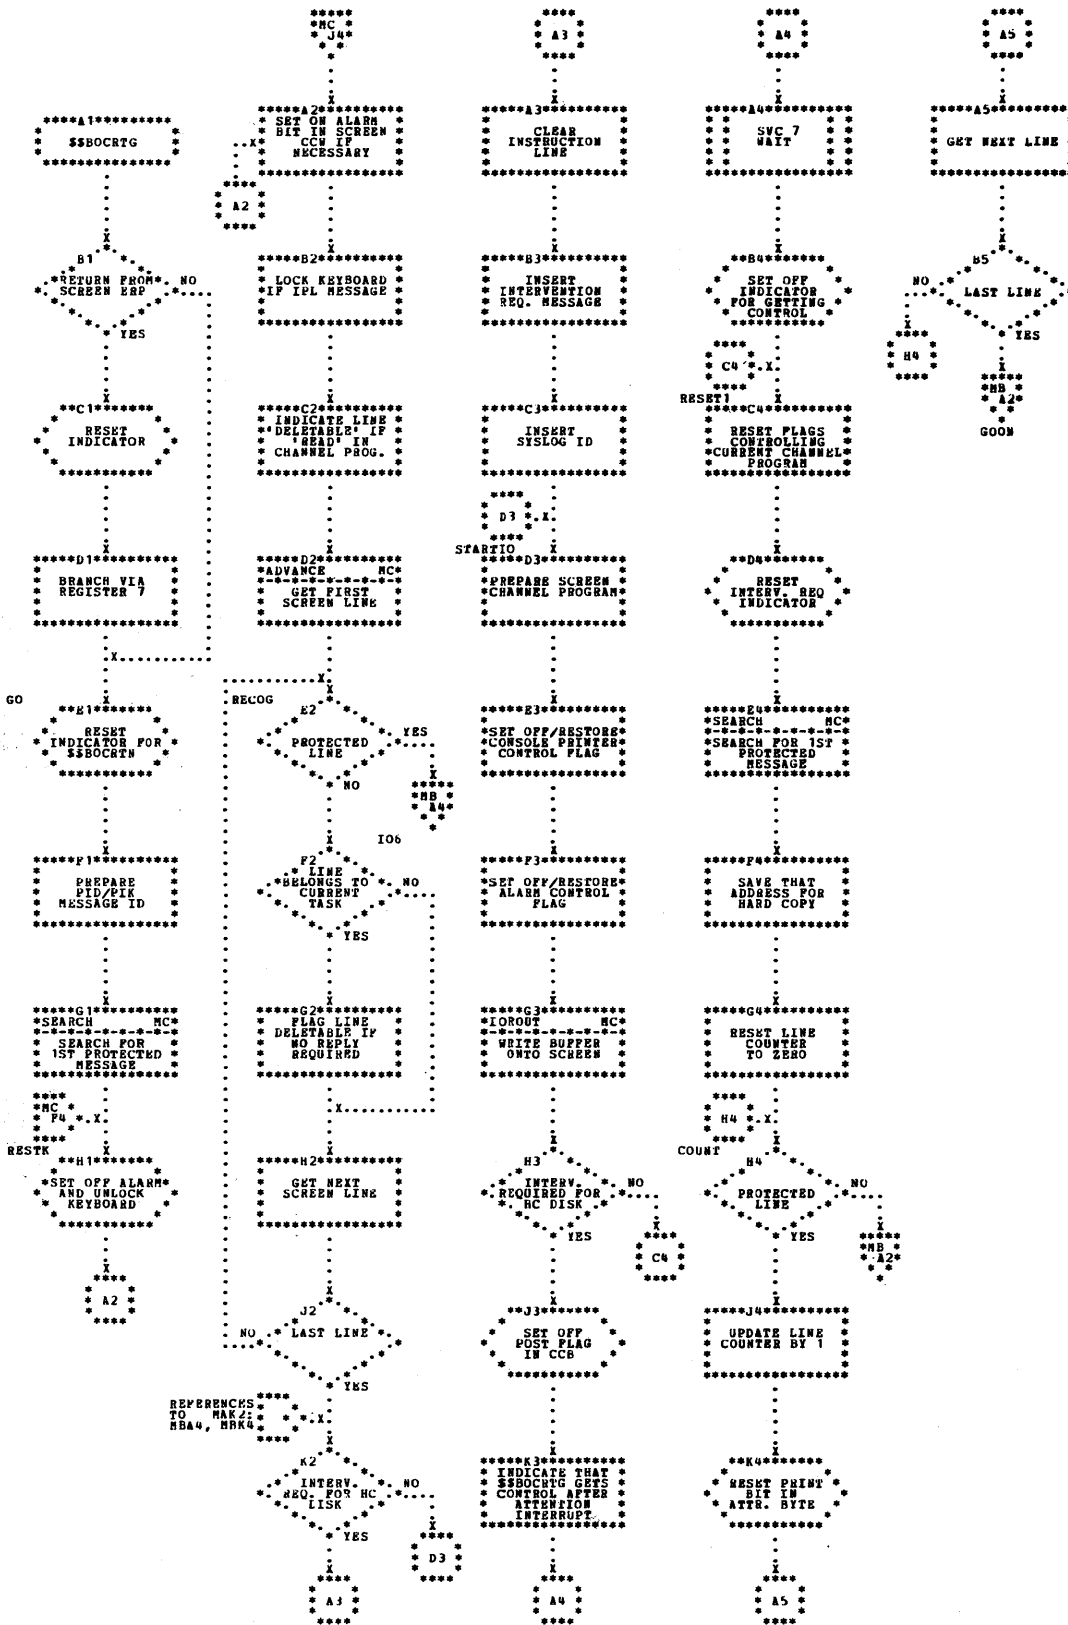 MC
J4
A3
A4
A5
A1
$$BOCRTG
A2
SET ON ALARM
BIT IN SCREEN
CCW IF
NECESSARY
A2
A3
CLEAR
INSTRUCTION
LINE
A4
SVC 7
WAIT
A5
GET NEXT LINE
B1
RETURN FROM
SCREEN ERP
NO
YES
B2
LOCK KEYBOARD
IF IPL MESSAGE
B3
INSERT
INTERVENTION
REQ. MESSAGE
B4
SET OFF
INDICATOR
FOR GETTING
CONTROL
B5
LAST LINE
NO
YES
H4
MB
A2
GOON
C4
RESET1
C1
RESET
INDICATOR
C2
INDICATE LINE
'DELETABLE' IF
'READ' IN
CHANNEL PROG.
C3
INSERT
SYSLOG ID
C4
RESET FLAGS
CONTROLLING
CURRENT CHANNEL
PROGRAM
D3
STARTIO
D1
BRANCH VIA
REGISTER 7
D2
ADVANCE MC
GET FIRST
SCREEN LINE
D3
PREPARE SCREEN
CHANNEL PROGRAM
D4
RESET
INTERV. REQ
INDICATOR
GO
E1
RESET
INDICATOR FOR
$$BOCRTN
RECOG
E2
PROTECTED
LINE
YES
NO
MB
A4
E3
SET OFF/RESTORE
CONSOLE PRINTER
CONTROL FLAG
E4
SEARCH MC
SEARCH FOR 1ST
PROTECTED
MESSAGE
IO6
F1
PREPARE
PID/PIK
MESSAGE ID
F2
LINE
BELONGS TO
CURRENT
TASK
NO
YES
F3
SET OFF/RESTORE
ALARM CONTROL
FLAG
F4
SAVE THAT
ADDRESS FOR
HARD COPY
G1
SEARCH MC
SEARCH FOR
1ST PROTECTED
MESSAGE
G2
FLAG LINE
DELETABLE IF
NO REPLY
REQUIRED
G3
IOROUT MC
WRITE BUFFER
ONTO SCREEN
G4
RESET LINE
COUNTER
TO ZERO
MC
F4
RESTK
H4
COUNT
H1
SET OFF ALARM
AND UNLOCK
KEYBOARD
H2
GET NEXT
SCREEN LINE
H3
INTERV.
REQUIRED FOR
HC DISK
NO
YES
C4
H4
PROTECTED
LINE
NO
YES
MB
A2
A2
J2
LAST LINE
NO
YES
J3
SET OFF
POST FLAG
IN CCB
J4
UPDATE LINE
COUNTER BY 1
REFERENCES
TO MAK2:
MBA4, MBK4
K2
INTERV.
REQ. FOR HC
DISK
NO
YES
D3
K3
INDICATE THAT
$$BOCRTG GETS
CONTROL AFTER
ATTENTION
INTERRUPT
K4
RESET PRINT
BIT IN
ATTR. BYTE
A3
A4
A5